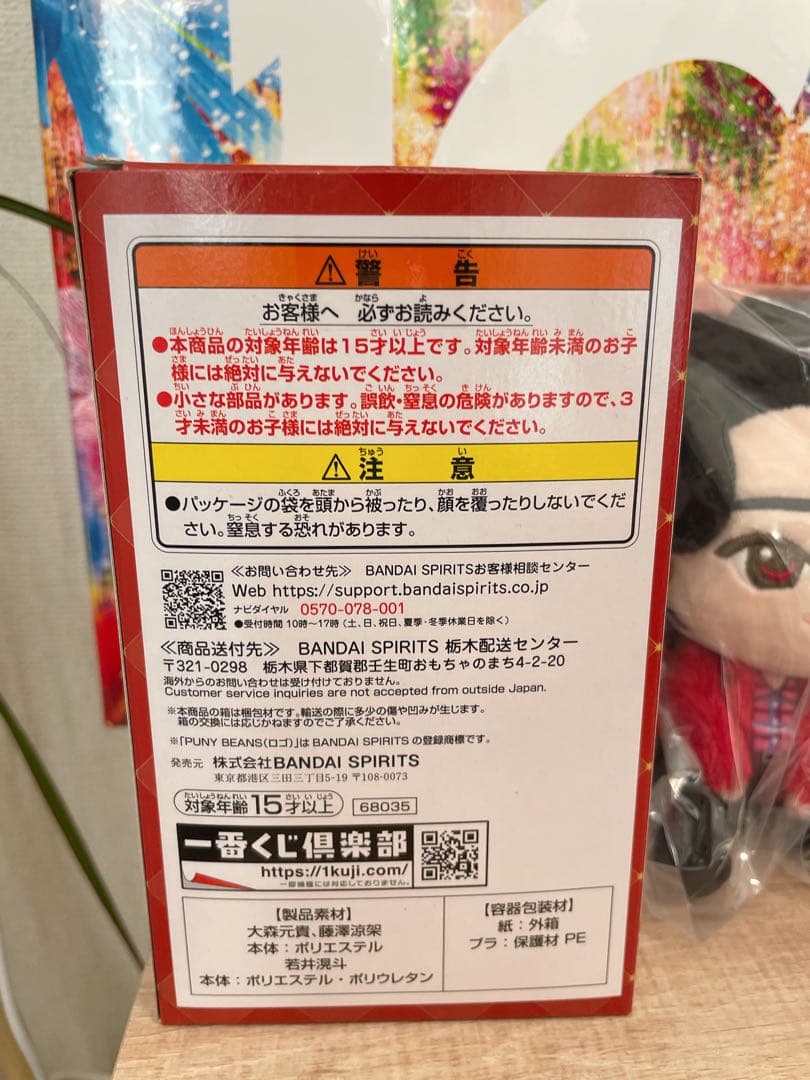 ⚠警告
お客様へ 必ずお読みください。
●本商品の対象年齢は15才以上です。対象年齢未満のお子
様には絶対に与えないでください。
●小さな部品があります。誤飲・窒息の危険がありますので、3
才未満のお子様には絶対に与えないでください。
⚠注意
●パッケージの袋を頭から被ったり、顔を覆ったりしないでくだ
さい。窒息する恐れがあります。
≪お問い合わせ先≫ BANDAI SPIRITSお客様相談センター
Web https://support.bandaispirits.co.jp
ナビダイヤル 0570-078-001
●受付時間 10時〜17時(土、日、祝日、夏季・冬季休業日を除く)
≪商品送付先≫ BANDAI SPIRITS 栃木配送センター
〒321-0298 栃木県下都賀郡壬生町おもちゃのまち4-2-20
海外からのお問い合わせは受け付けておりません。
Customer service inquiries are not accepted from outside Japan.
※本商品の箱は梱包材です。輸送の際に多少の傷や凹みが生じます。
箱の交換には応じかねますのでご了承ください。
※「PUNY BEANS(ロゴ)」は BANDAI SPIRITS の登録商標です。
発売元 株式会社BANDAI SPIRITS
東京都港区三田三丁目5-19 〒108-0073
対象年齢15才以上
68035
一番くじ倶楽部
https://1kuji.com/
一部機種には対応しておりません。
【製品素材】
大森元貴、藤澤涼架
本体:ポリエステル
若井滉斗
本体:ポリエステル・ポリウレタン
【容器包装材】
紙:外箱
プラ:保護材 PE